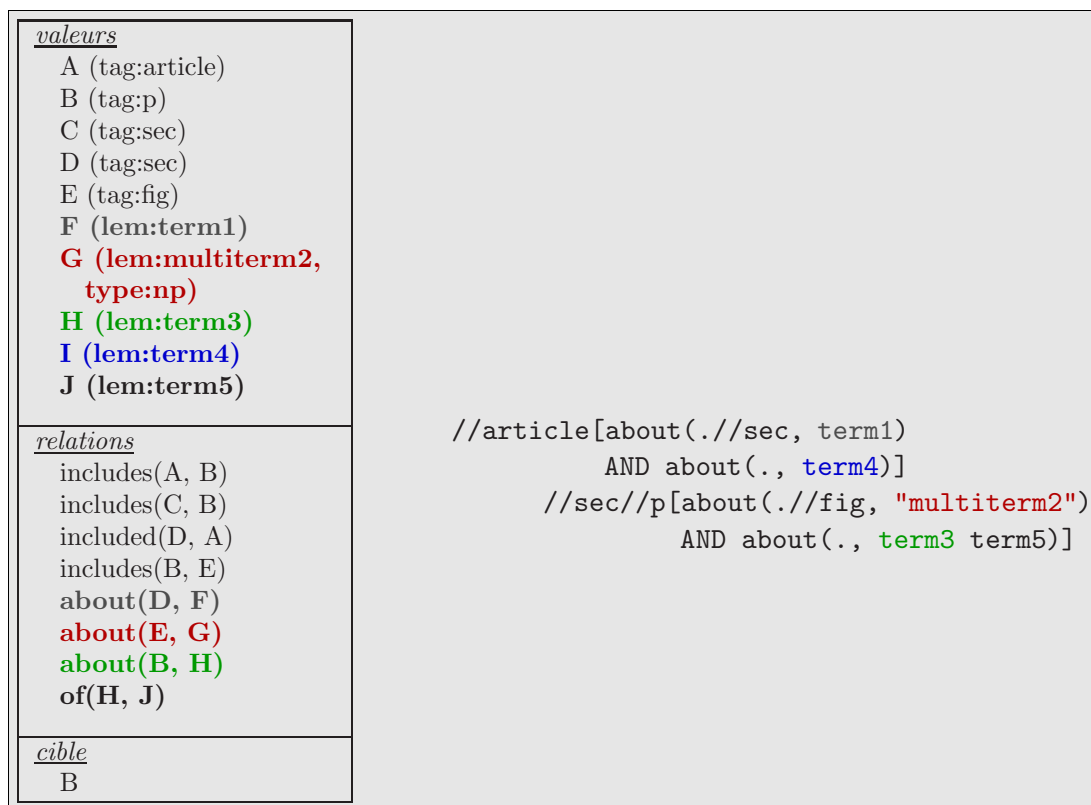 valeurs
A (tag:article)
B (tag:p)
C (tag:sec)
D (tag:sec)
E (tag:fig)
F (lem:term1)
G (lem:multiterm2,
type:np)
H (lem:term3)
I (lem:term4)
J (lem:term5)
relations
includes(A, B)
includes(C, B)
included(D, A)
includes(B, E)
about(D, F)
about(E, G)
about(B, H)
of(H, J)
cible
B
//article[about(.//sec, term1)
AND about(., term4)]
//sec//p[about(.//fig, "multiterm2")
AND about(., term3 term5)]